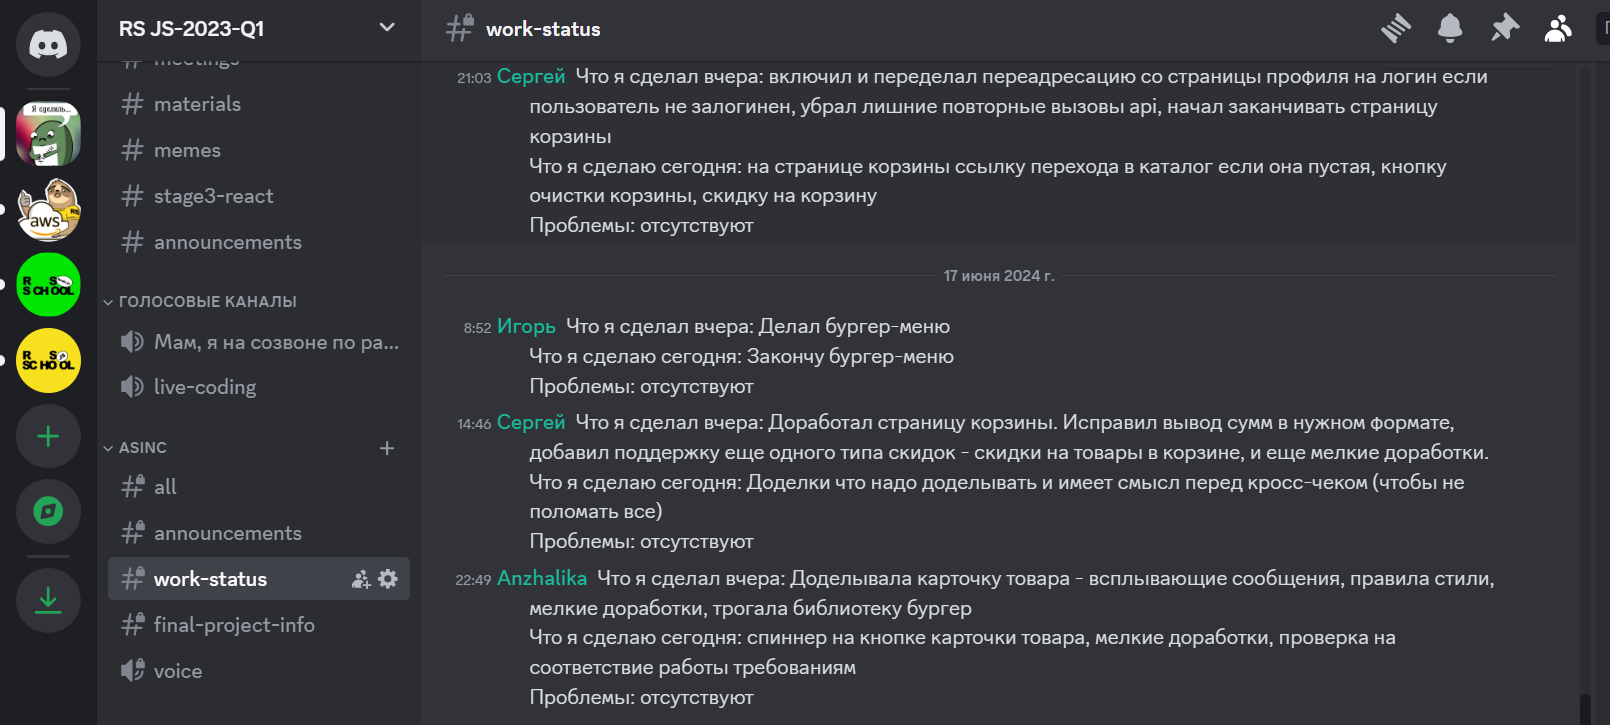 RS JS-2023-Q1
work-status
meetings
materials
memes
stage3-react
announcements
ГОЛОСОВЫЕ КАНАЛЫ
Мам, я на созвоне по ра...
live-coding
ASINC
all
announcements
work-status
final-project-info
voice
Я сделяль...
aws
RS
RS
SCHOOL
RS
SCHOOL
21:03 Сергей Что я сделал вчера: включил и переделал переадресацию со страницы профиля на логин если
пользователь не залогинен, убрал лишние повторные вызовы api, начал заканчивать страницу
корзины
Что я сделаю сегодня: на странице корзины ссылку перехода в каталог если она пустая, кнопку
очистки корзины, скидку на корзину
Проблемы: отсутствуют
17 июня 2024 г.
8:52 Игорь Что я сделал вчера: Делал бургер-меню
Что я сделаю сегодня: Закончу бургер-меню
Проблемы: отсутствуют
14:46 Сергей Что я сделал вчера: Доработал страницу корзины. Исправил вывод сумм в нужном формате,
добавил поддержку еще одного типа скидок - скидки на товары в корзине, и еще мелкие доработки.
Что я сделаю сегодня: Доделки что надо доделывать и имеет смысл перед кросс-чеком (чтобы не
поломать все)
Проблемы: отсутствуют
22:49 Anzhalika Что я сделал вчера: Доделывала карточку товара - всплывающие сообщения, правила стили,
мелкие доработки, трогала библиотеку бургер
Что я сделаю сегодня: спиннер на кнопке карточки товара, мелкие доработки, проверка на
соответствие работы требованиям
Проблемы: отсутствуют